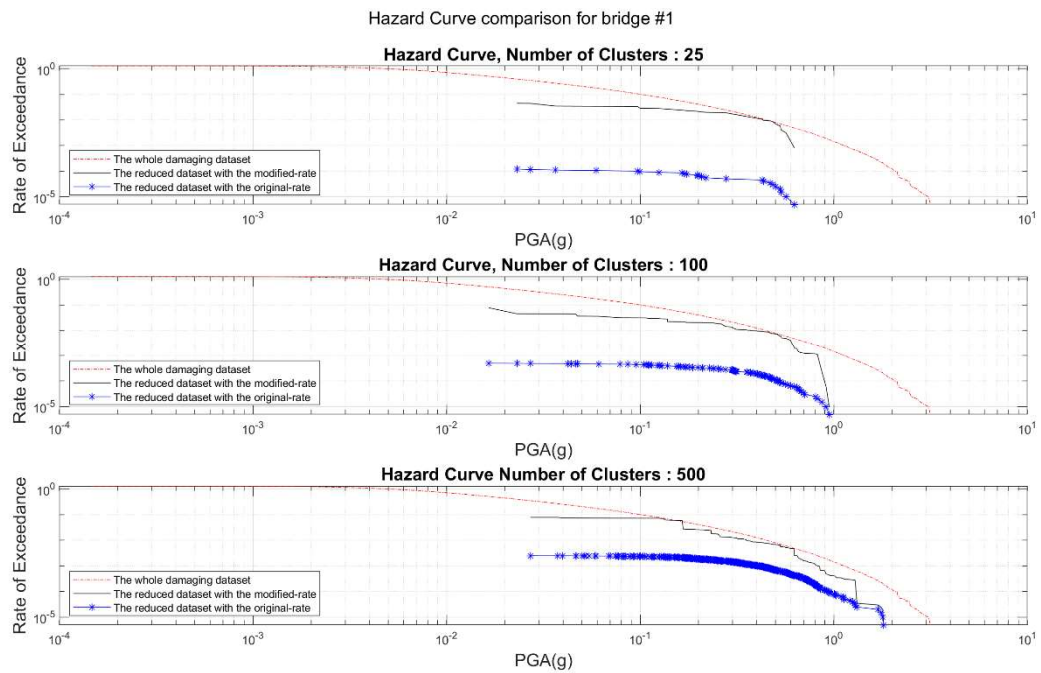 Hazard Curve comparison for bridge #1
Hazard Curve, Number of Clusters : 25
Rate of Exceedance
10^0
10^-5
The whole damaging dataset
The reduced dataset with the modified-rate
The reduced dataset with the original-rate
10^-4 10^-3 10^-2 10^-1 10^0 10^1
PGA(g)
Hazard Curve, Number of Clusters : 100
Rate of Exceedance
10^0
10^-5
The whole damaging dataset
The reduced dataset with the modified-rate
The reduced dataset with the original-rate
10^-4 10^-3 10^-2 10^-1 10^0 10^1
PGA(g)
Hazard Curve Number of Clusters : 500
Rate of Exceedance
10^0
10^-5
The whole damaging dataset
The reduced dataset with the modified-rate
The reduced dataset with the original-rate
10^-4 10^-3 10^-2 10^-1 10^0 10^1
PGA(g)